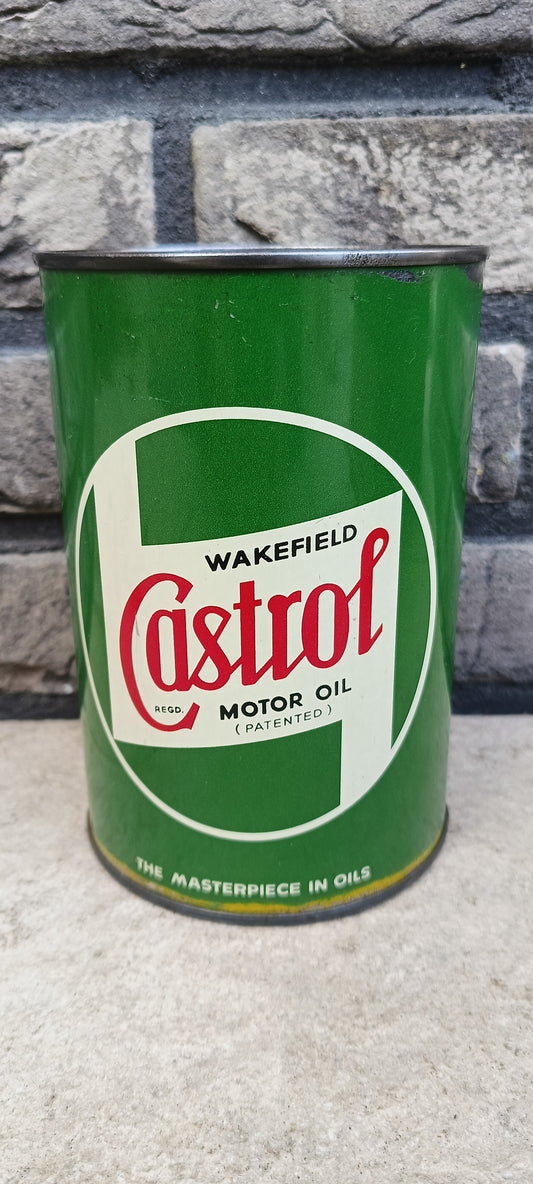 WAKEFIELD
Castrol
REGD.
MOTOR OIL
(PATENTED)
THE MASTERPIECE IN OILS